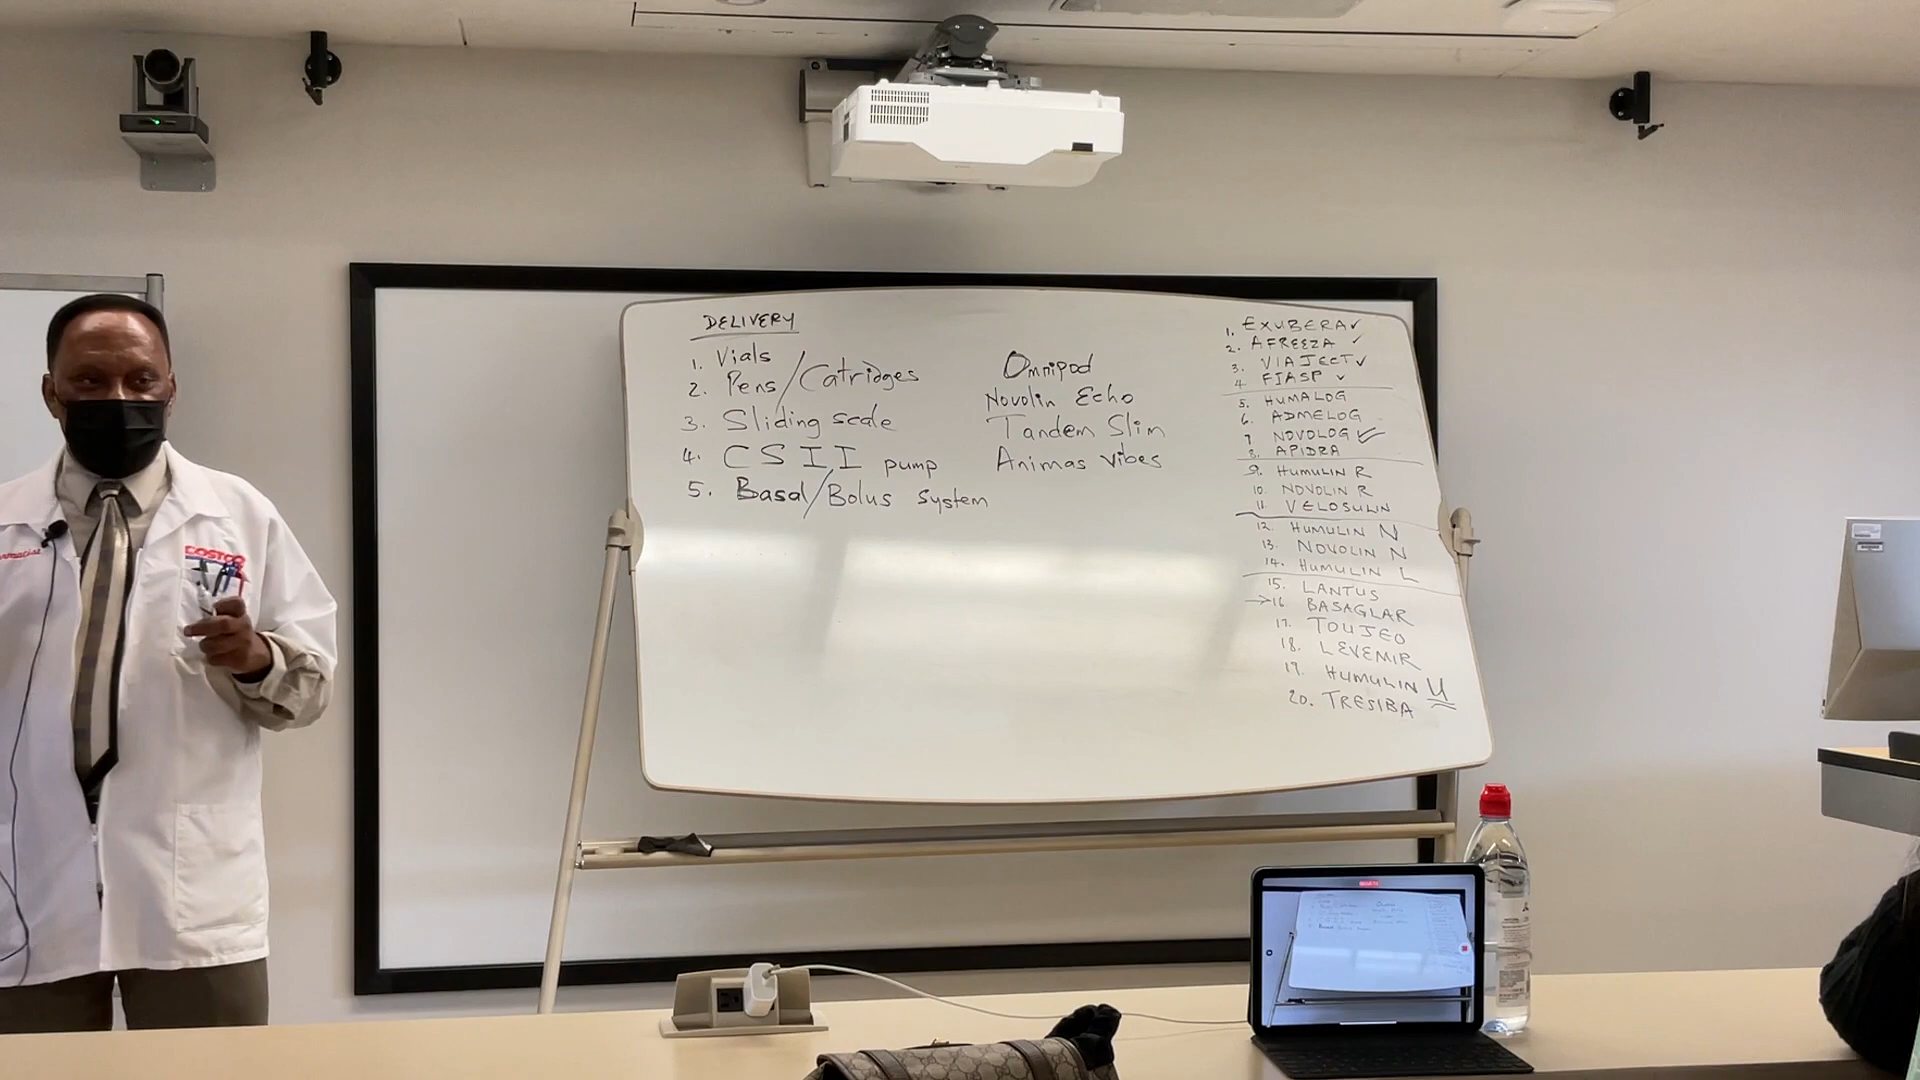 DELIVERY
1. Vials
2. Pens/Catridges
3. Sliding scale
4. CSII pump
5. Basal/Bolus System
Omnipod
Novolin Echo
Tandem Slim
Animas Vibes
1. EXUBERA ✓
2. AFREEZA ✓
3. VIAJECT ✓
4. FIASP ✓
5. HUMALOG
6. ADMELOG
7 NOVOLOG ✓
8. APIDRA
9. HUMULIN R
10. NOVOLIN R
11. VELOSULIN
12. HUMULIN N
13. NOVOLIN N
14. HUMULIN L
15. LANTUS
→16 BASAGLAR
17. TOUJEO
18. LEVEMIR
19. HUMULIN U
20. TRESIBA
COSTCO